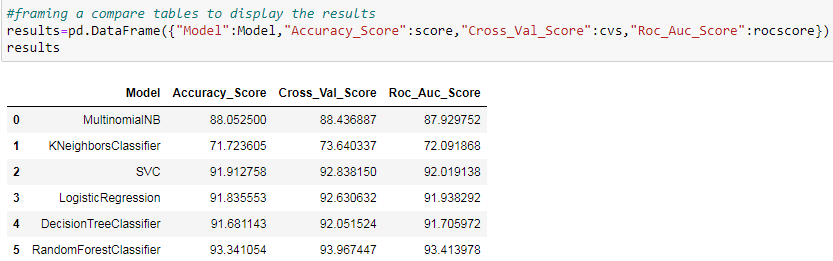 #framing a compare tables to display the results
results=pd.DataFrame({"Model":Model,"Accuracy_Score":score,"Cross_Val_Score":cvs,"Roc_Auc_Score":rocscore})
results
Model Accuracy_Score Cross_Val_Score Roc_Auc_Score
0 MultinomialNB 88.052500 88.436887 87.929752
1 KNeighborsClassifier 71.723605 73.640337 72.091868
2 SVC 91.912758 92.838150 92.019138
3 LogisticRegression 91.835553 92.630632 91.938292
4 DecisionTreeClassifier 91.681143 92.051524 91.705972
5 RandomForestClassifier 93.341054 93.967447 93.413978